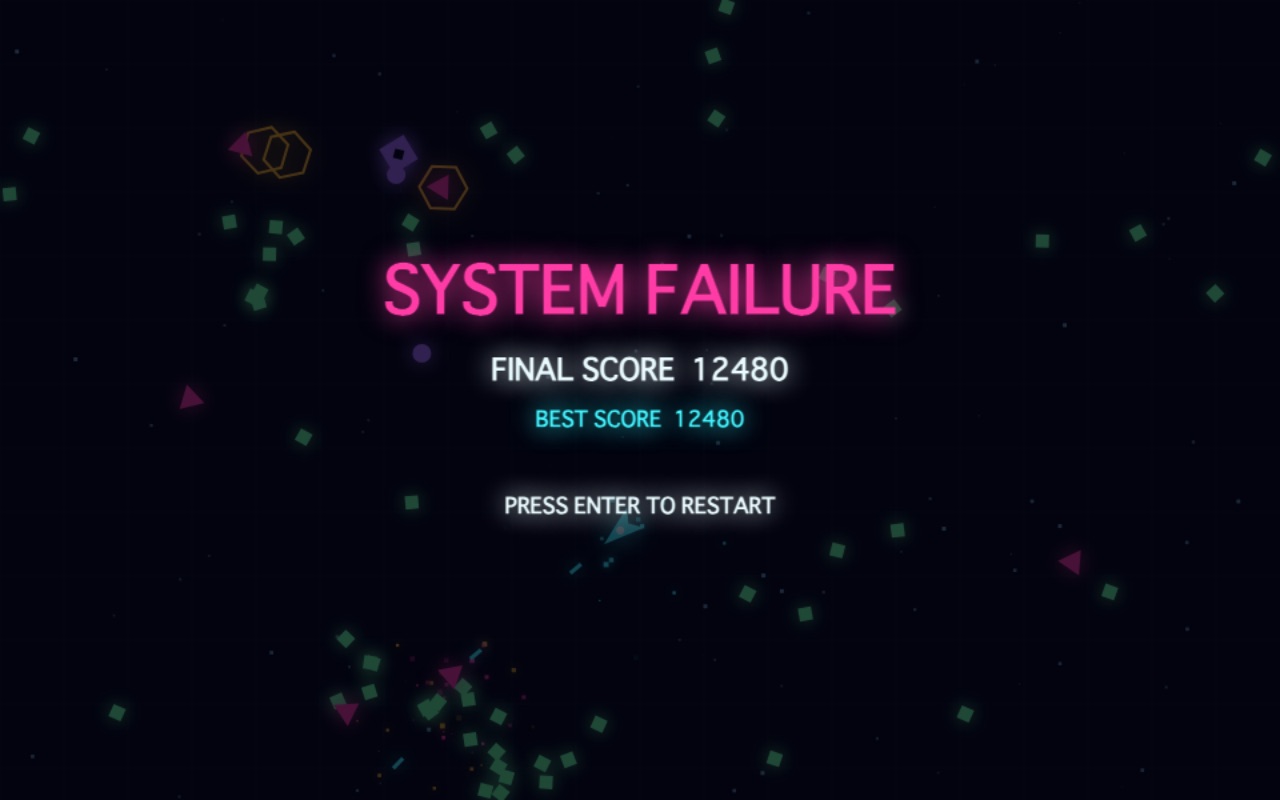 SYSTEM FAILURE
FINAL SCORE 12480
BEST SCORE 12480
PRESS ENTER TO RESTART